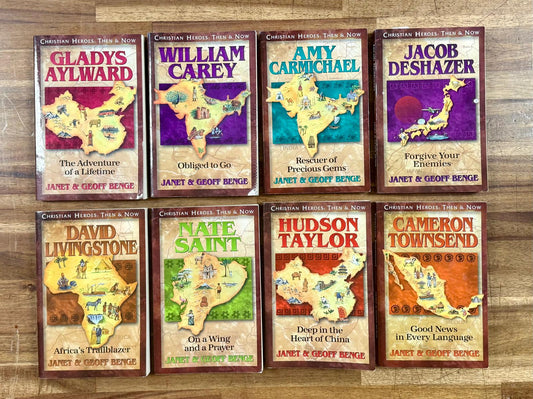 CHRISTIAN HEROES: THEN & NOW
GLADYS
AYLWARD
The Adventure
of a Lifetime
JANET & GEOFF BENGE
CHRISTIAN HEROES: THEN & NOW
WILLIAM
CAREY
Obliged to Go
JANET & GEOFF BENGE
CHRISTIAN HEROES: THEN & NOW
AMY
CARMICHAEL
INDIA
Rescuer of
Precious Gems
JANET & GEOFF BENGE
CHRISTIAN HEROES: THEN & NOW
JACOB
DESHAZER
Forgive Your
Enemies
JANET & GEOFF BENGE
CHRISTIAN HEROES: THEN & NOW
DAVID
LIVINGSTONE
Africa's Trailblazer
JANET & GEOFF BENGE
CHRISTIAN HEROES: THEN & NOW
NATE
SAINT
On a Wing
and a Prayer
JANET & GEOFF BENGE
CHRISTIAN HEROES: THEN & NOW
HUDSON
TAYLOR
Deep in the
Heart of China
JANET & GEOFF BENGE
CHRISTIAN HEROES: THEN & NOW
CAMERON
TOWNSEND
Good News
in Every Language
JANET & GEOFF BENGE